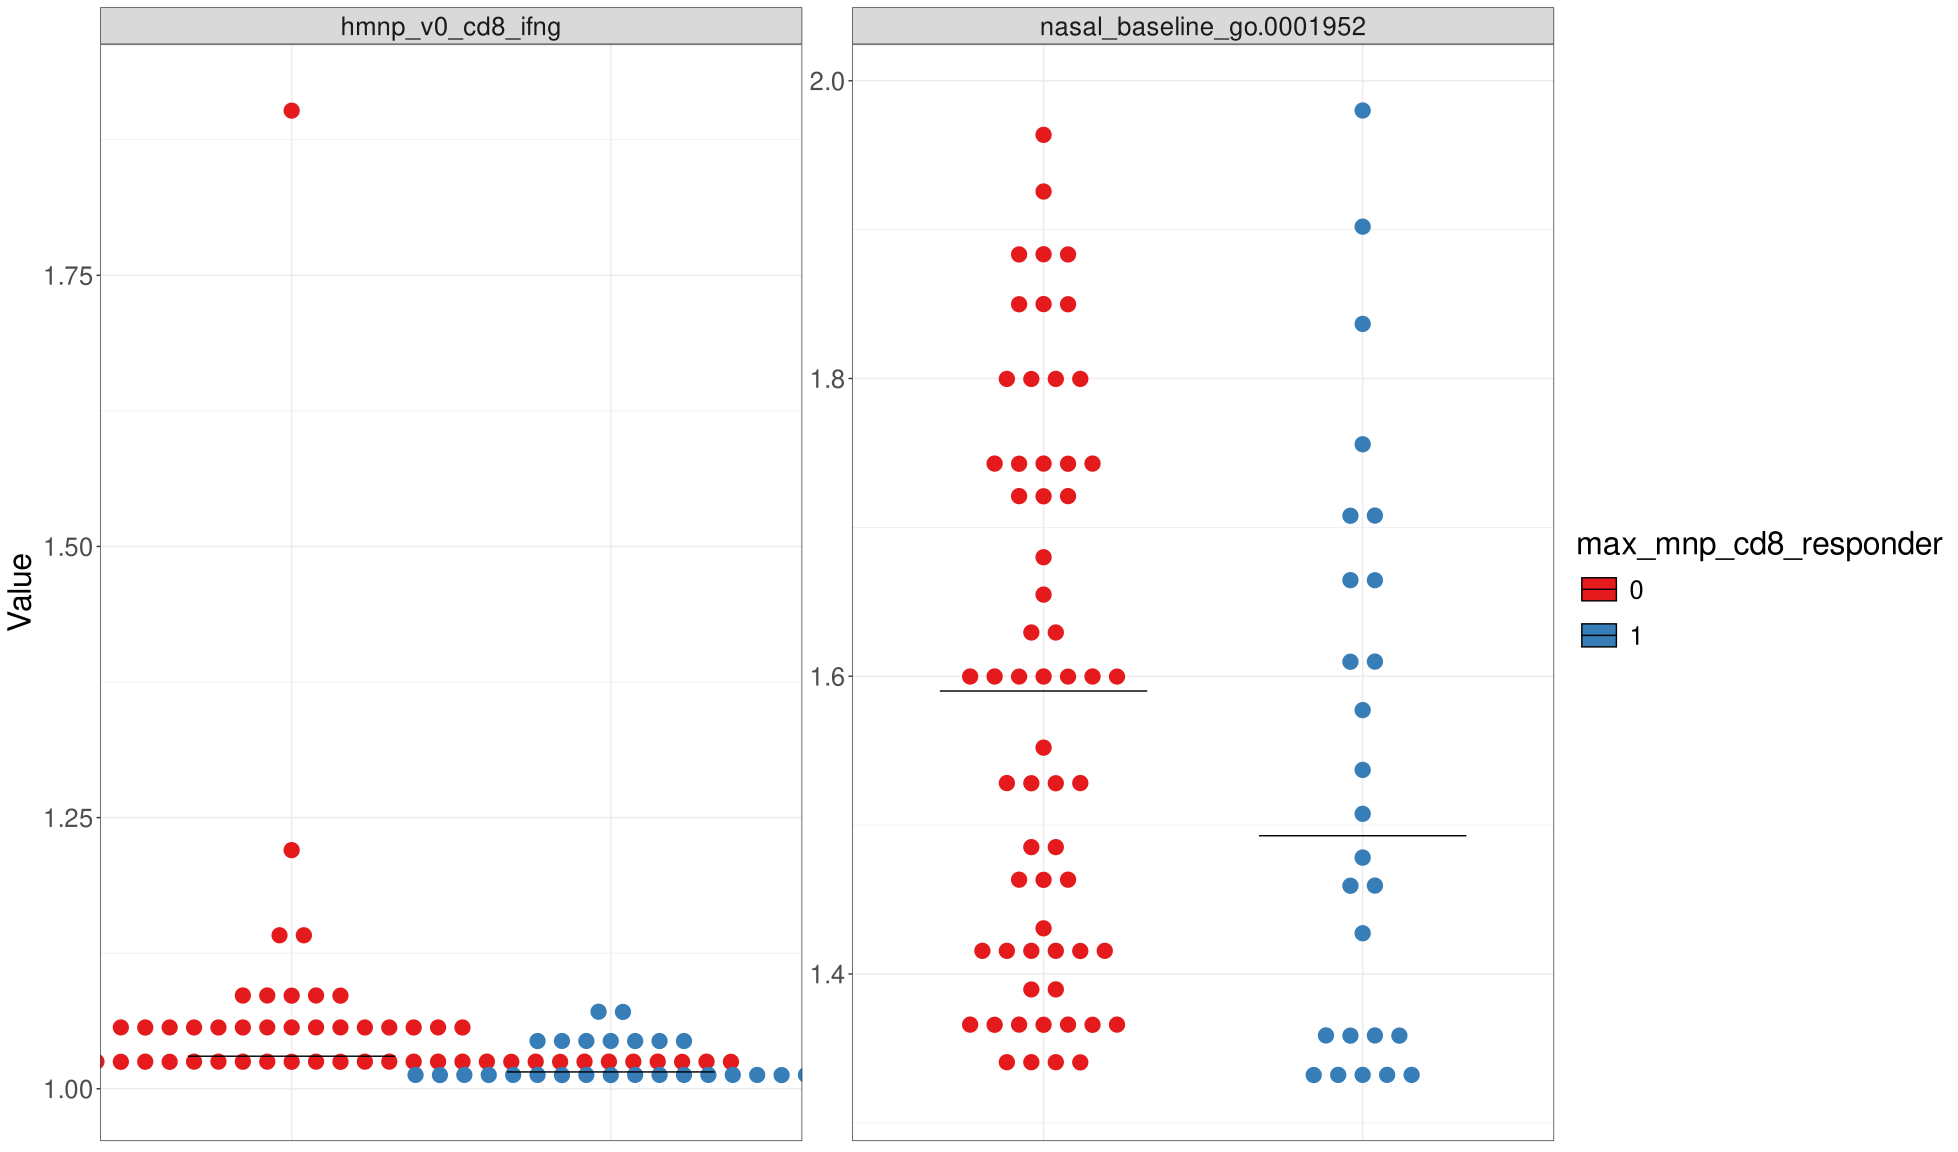 hmnp_v0_cd8_ifng
nasal_baseline_go.0001952
Value
1.75
1.50
1.25
1.00
2.0
1.8
1.6
1.4
max_mnp_cd8_responder
0
1